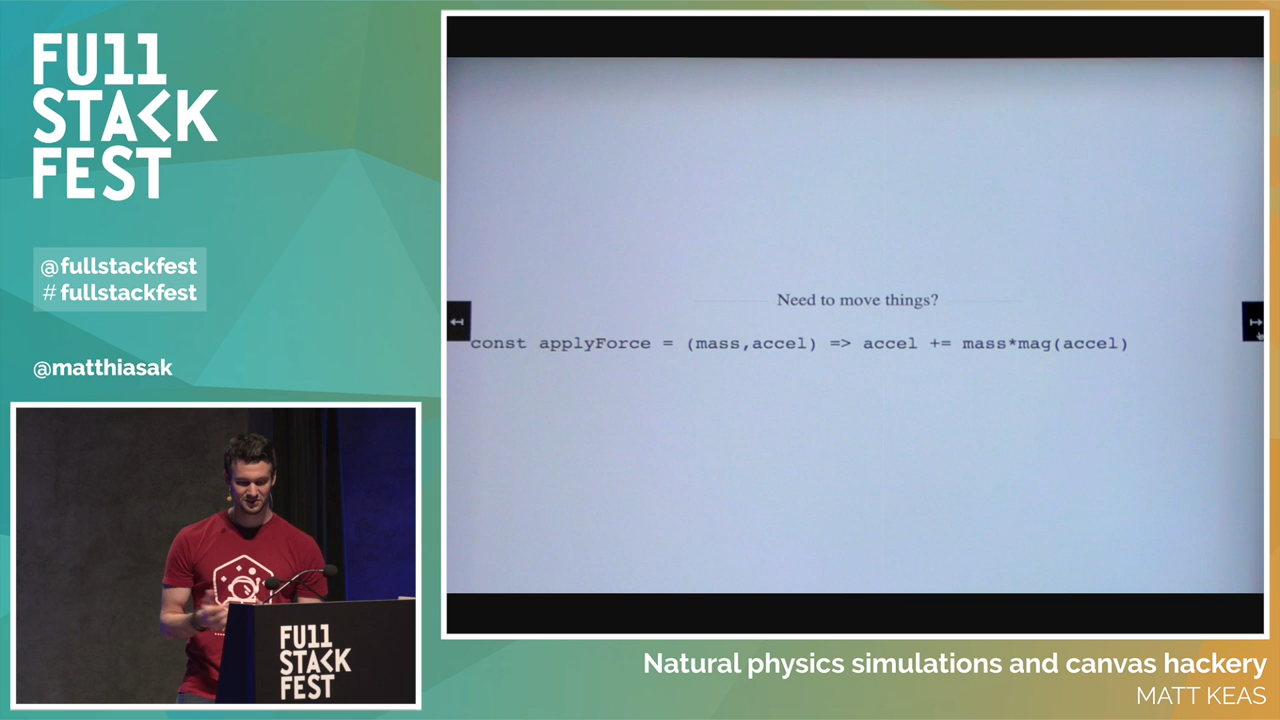 FU11
STACK
FEST
@fullstackfest
# fullstackfest
@matthiasak
Need to move things?
const applyForce = (mass,accel) => accel += mass*mag(accel)
FU11
STACK
FEST
Natural physics simulations and canvas hackery
MATT KEAS